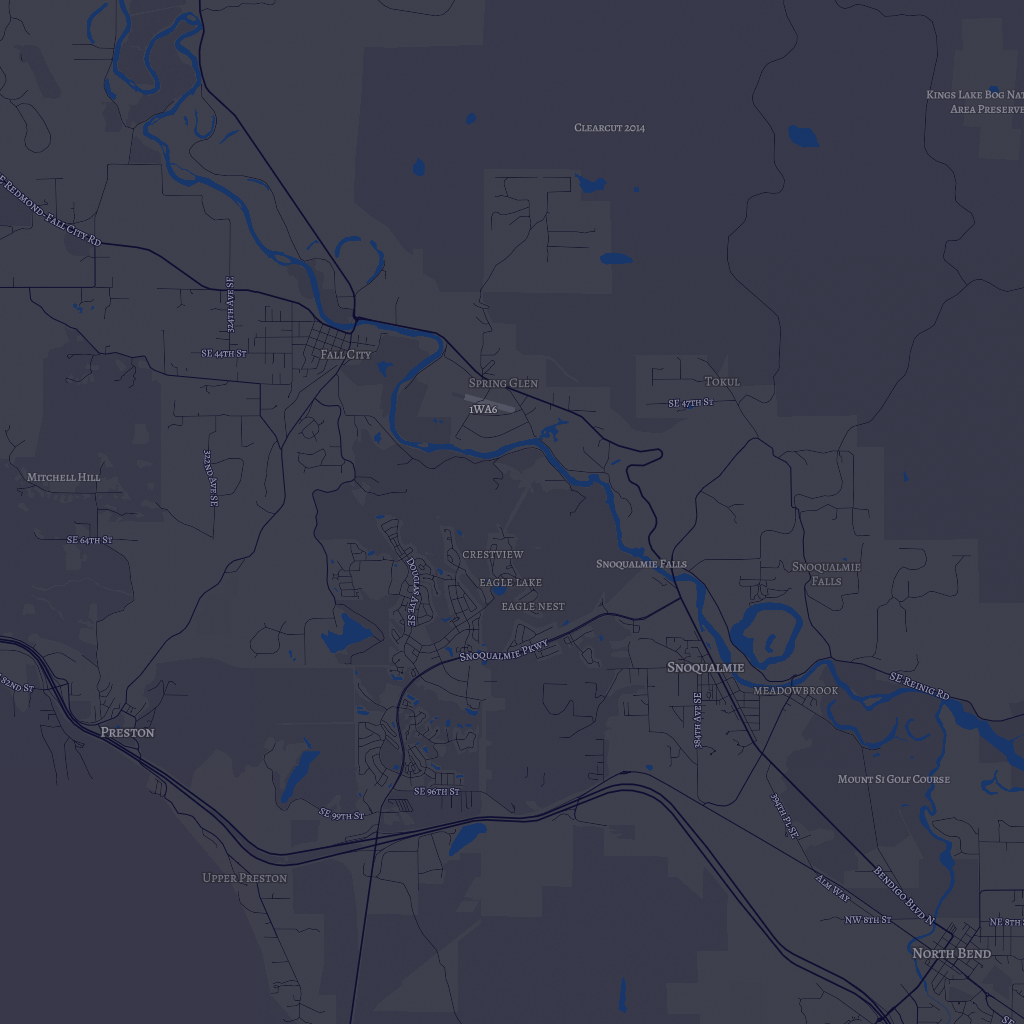 Kings Lake Bog Nat
Area Preserve
Clearcut 2014
SE Redmond-Fall City Rd
324th Ave SE
SE 44th St
Fall City
Spring Glen
1WA6
Tokul
SE 47th St
Mitchell Hill
322nd Ave SE
SE 64th St
Crestview
Eagle Lake
Eagle Nest
Douglas Ave SE
Snoqualmie Falls
Snoqualmie
Falls
Snoqualmie Pkwy
Snoqualmie
Meadowbrook
SE Reinig Rd
82nd St
Preston
384th Ave SE
Mount Si Golf Course
SE 96th St
SE 99th St
394th Pl SE
Upper Preston
Alm Way
Bendigo Blvd N
NW 8th St
NE 8th
North Bend
SE